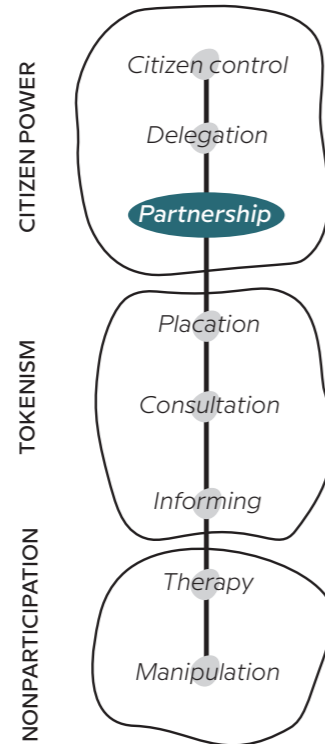 CITIZEN POWER
Citizen control
Delegation
Partnership
TOKENISM
Placation
Consultation
Informing
NONPARTICIPATION
Therapy
Manipulation